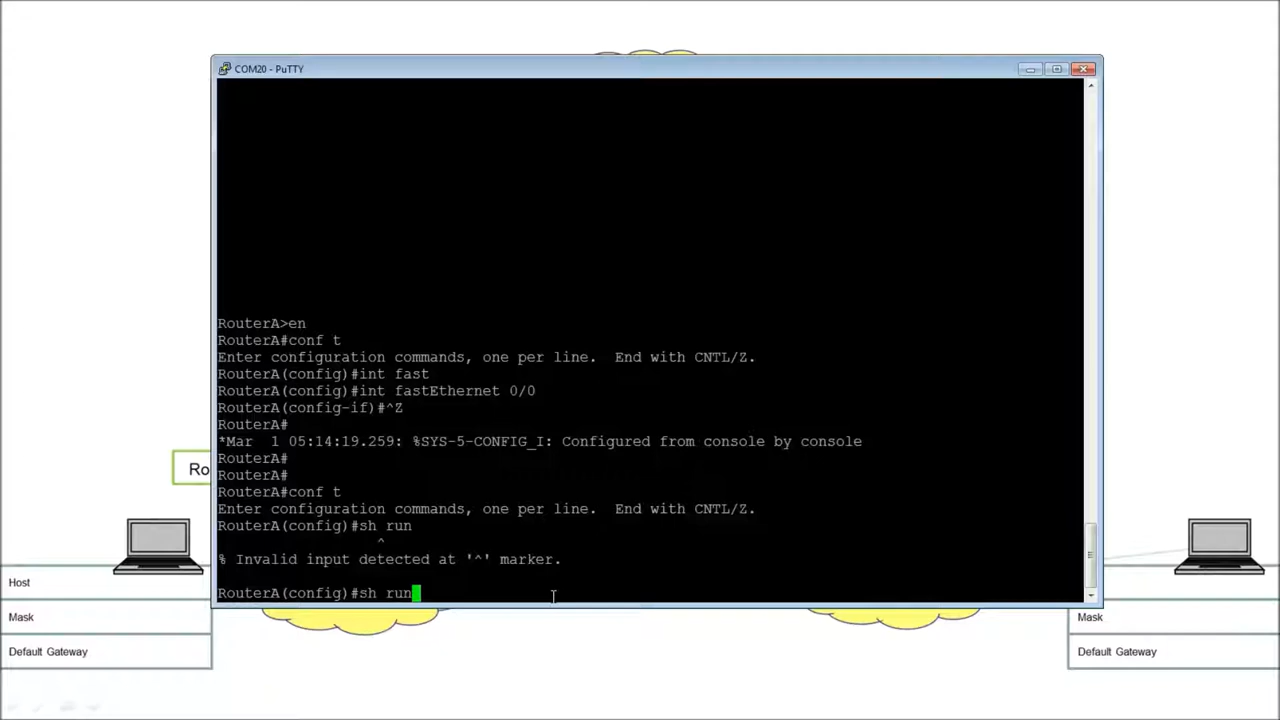 COM20 - PuTTY
RouterA>en
RouterA#conf t
Enter configuration commands, one per line.  End with CNTL/Z.
RouterA(config)#int fast
RouterA(config)#int fastEthernet 0/0
RouterA(config-if)#^Z
RouterA#
*Mar  1 05:14:19.259: %SYS-5-CONFIG_I: Configured from console by console
RouterA#
RouterA#
RouterA#conf t
Enter configuration commands, one per line.  End with CNTL/Z.
RouterA(config)#sh run
^
% Invalid input detected at '^' marker.
RouterA(config)#sh run
Ro
Host
Mask
Default Gateway
Mask
Default Gateway